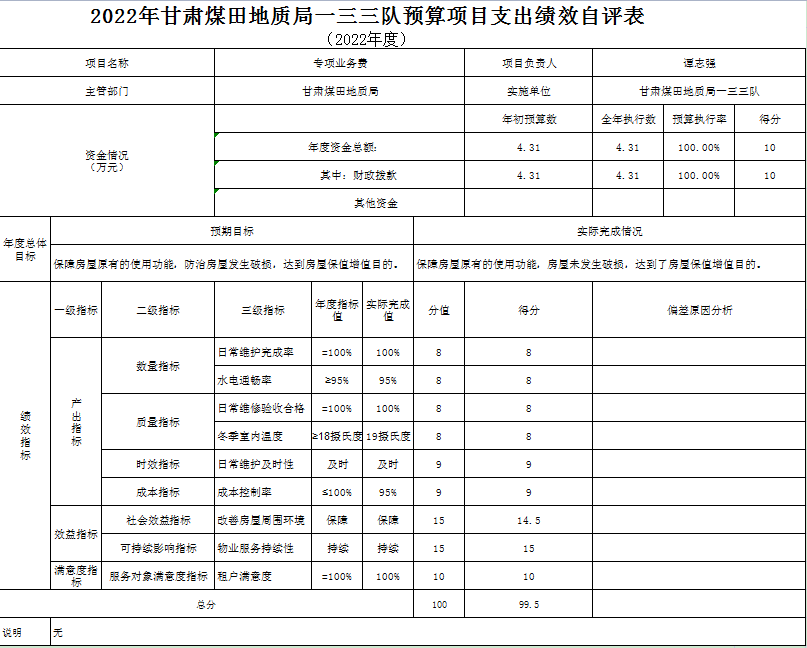 2022年甘肃煤田地质局一三三队预算项目支出绩效自评表
（2022年度）
项目名称 专项业务费 项目负责人 谭志强
主管部门 甘肃煤田地质局 实施单位 甘肃煤田地质局一三三队
资金情况
（万元）
年初预算数 全年执行数 预算执行率 得分
年度资金总额: 4.31 4.31 100.00% 10
其中: 财政拨款 4.31 4.31 100.00% 10
其他资金
年度总体
目标
预期目标 实际完成情况
保障房屋原有的使用功能, 防治房屋发生破损, 达到房屋保值增值目的。 保障房屋原有的使用功能, 房屋未发生破损, 达到了房屋保值增值目的。
绩
效
指
标
一级指标 二级指标 三级指标 年度指标
值
实际完成
值
分值 得分 偏差原因分析
产
出
指
标
数量指标 日常维护完成率 =100% 100% 8 8
水电通畅率 ≥95% 95% 8 8
质量指标 日常维修验收合格 =100% 100% 8 8
冬季室内温度 ≥18摄氏度 19摄氏度 8 8
时效指标 日常维护及时性 及时 及时 9 9
成本指标 成本控制率 ≤100% 95% 9 9
效益指标 社会效益指标 改善房屋周围环境 保障 保障 15 14.5
可持续影响指标 物业服务持续性 持续 持续 15 15
满意度指
标
服务对象满意度指标 租户满意度 =100% 100% 10 10
总分 100 99.5
说明 无